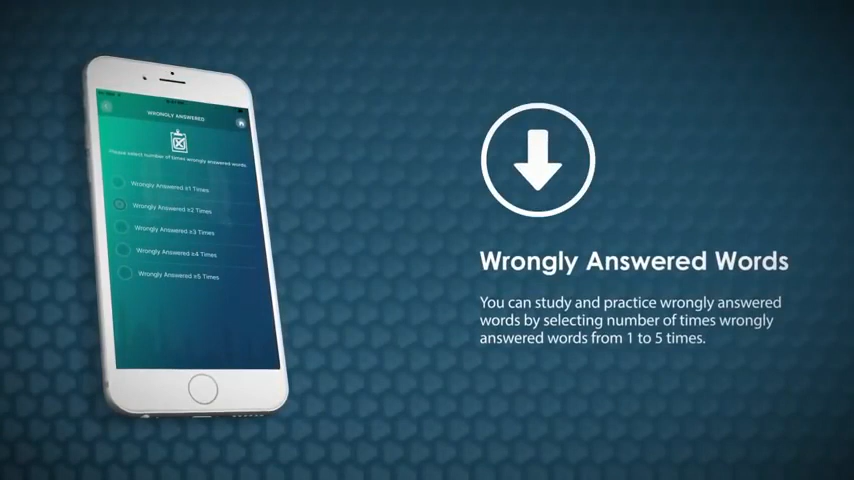 WRONGLY ANSWERED
Please select number of times wrongly answered words.
Wrongly Answered ≥1 Times
Wrongly Answered ≥2 Times
Wrongly Answered ≥3 Times
Wrongly Answered ≥4 Times
Wrongly Answered ≥5 Times
Wrongly Answered Words
You can study and practice wrongly answered
words by selecting number of times wrongly
answered words from 1 to 5 times.